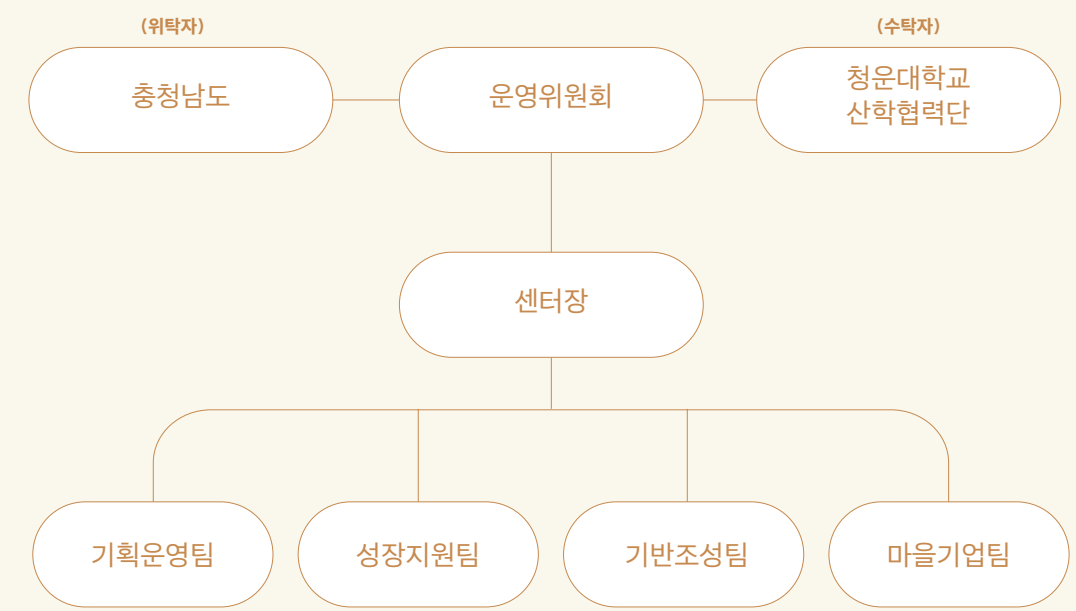 (위탁자)
(수탁자)
충청남도
운영위원회
청운대학교
산학협력단
센터장
기획운영팀
성장지원팀
기반조성팀
마을기업팀